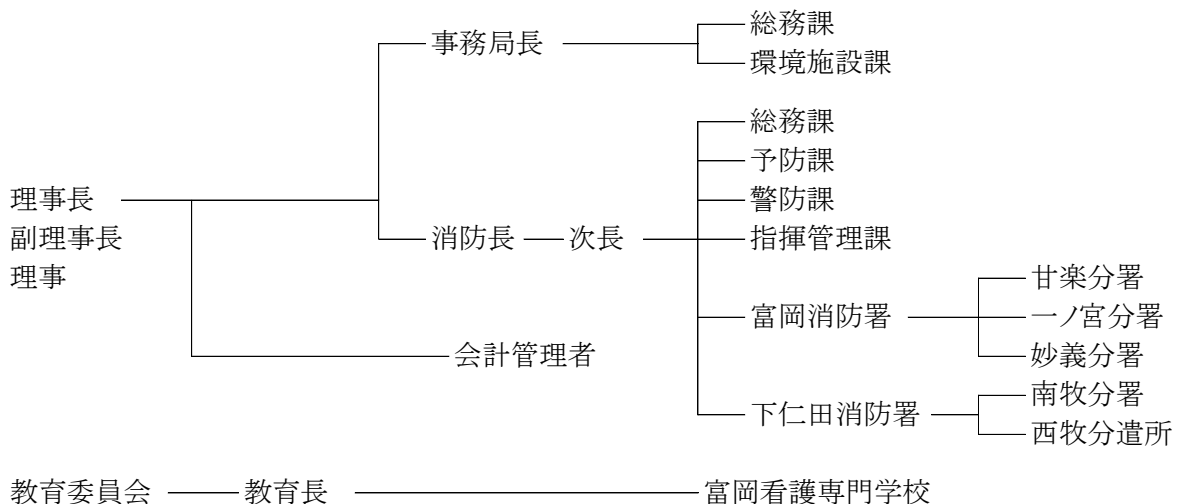 総務課
事務局長
環境施設課
総務課
予防課
理事長
警防課
副理事長
消防長
次長
指揮管理課
理事
甘楽分署
富岡消防署
一ノ宮分署
会計管理者
妙義分署
南牧分署
下仁田消防署
西牧分遣所
教育委員会
教育長
富岡看護専門学校